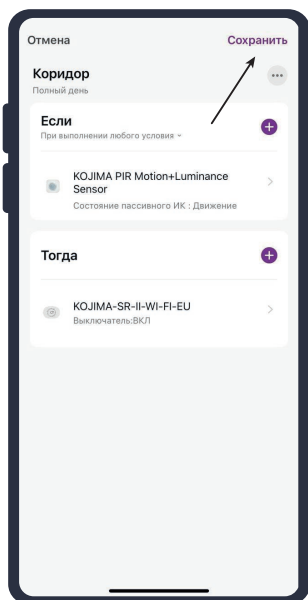 Отмена
Сохранить
Коридор
Полный день
Если
При выполнении любого условия
KOJIMA PIR Motion+Luminance
Sensor
Состояние пассивного ИК : Движение
Тогда
KOJIMA-SR-II-WI-FI-EU
Выключатель:ВКЛ